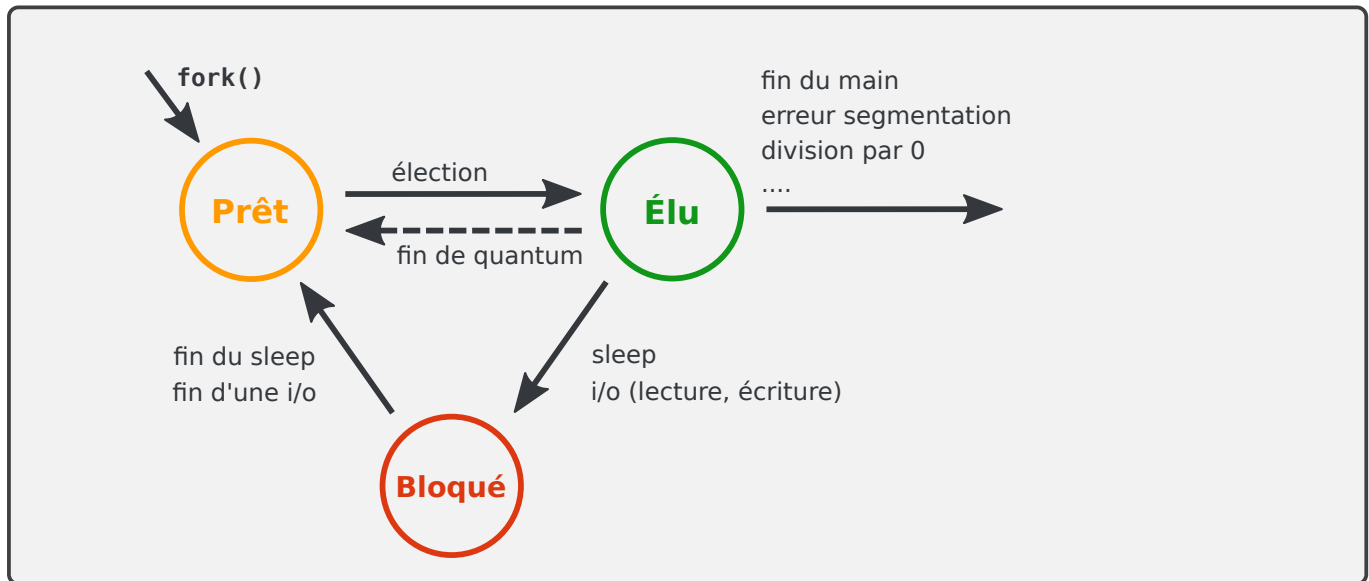 fork()
fin du main
erreur segmentation
division par 0
....
élection
Prêt
Élu
fin de quantum
fin du sleep
fin d'une i/o
sleep
i/o (lecture, écriture)
Bloqué